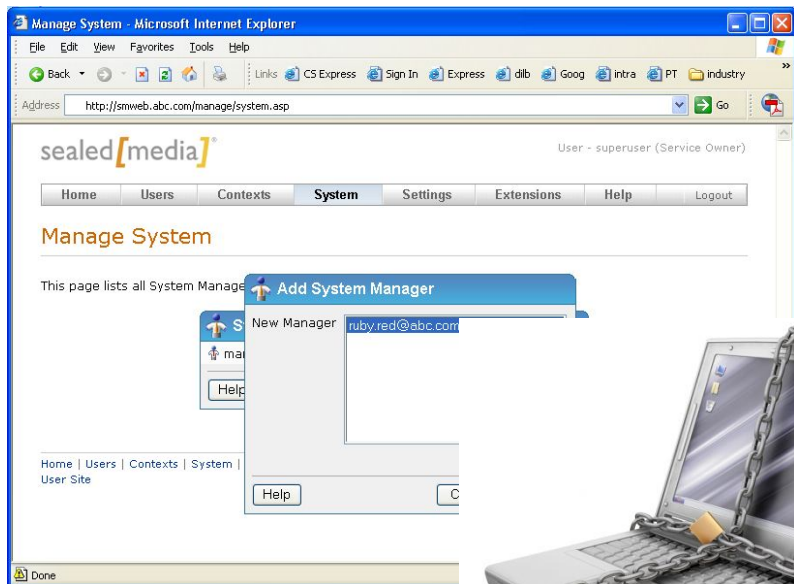 Manage System - Microsoft Internet Explorer
File Edit View Favorites Tools Help
Back Links CS Express Sign In Express dilb Goog intra PT industry »
Address http://smweb.abc.com/manage/system.asp Go
sealed[media]
User - superuser (Service Owner)
Home Users Contexts System Settings Extensions Help Logout
Manage System
This page lists all System Manage
Add System Manager
New Manager ruby.red@abc.com
S
ma
Help
Home | Users | Contexts | System |
User Site
Help C
Done